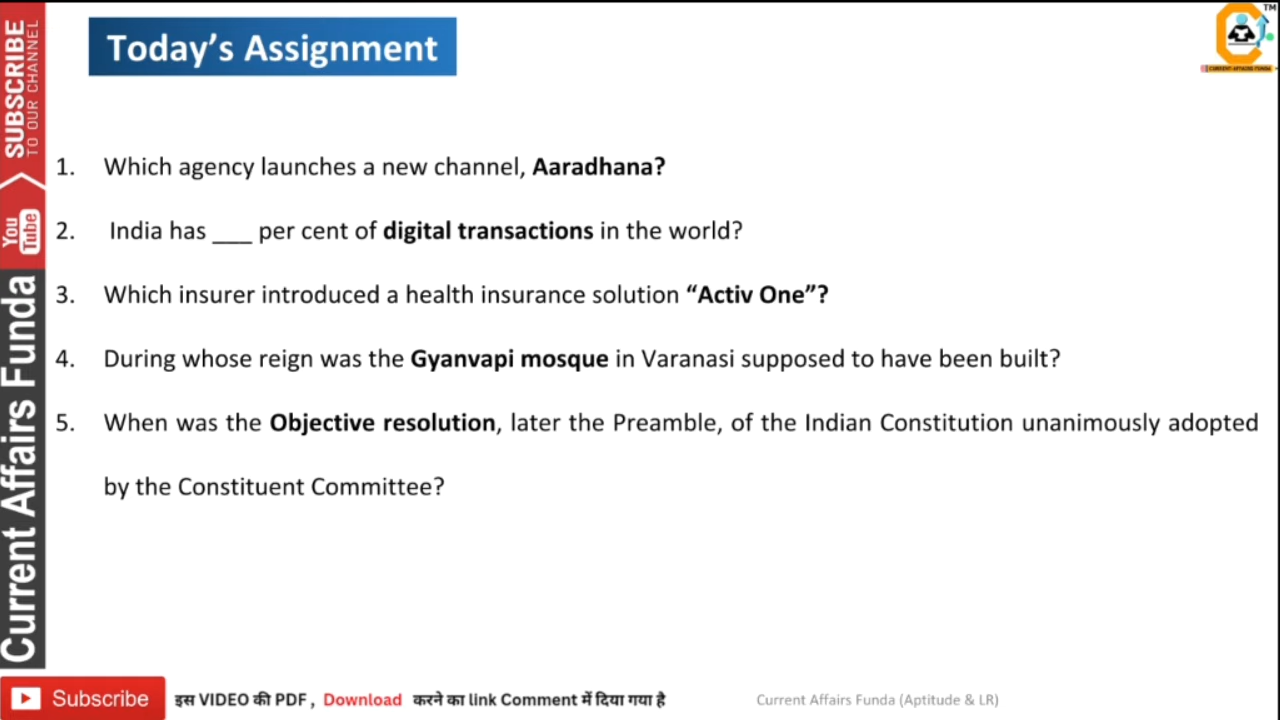 Today's Assignment
TM
CURRENT AFFAIRS FUNDA
SUBSCRIBE
TO OUR CHANNEL
You
Tube
Current Affairs Funda
1. Which agency launches a new channel, Aaradhana?
2. India has ___ per cent of digital transactions in the world?
3. Which insurer introduced a health insurance solution “Activ One”?
4. During whose reign was the Gyanvapi mosque in Varanasi supposed to have been built?
5. When was the Objective resolution, later the Preamble, of the Indian Constitution unanimously adopted
by the Constituent Committee?
Subscribe
इस VIDEO की PDF , Download करने का link Comment में दिया गया है
Current Affairs Funda (Aptitude & LR)